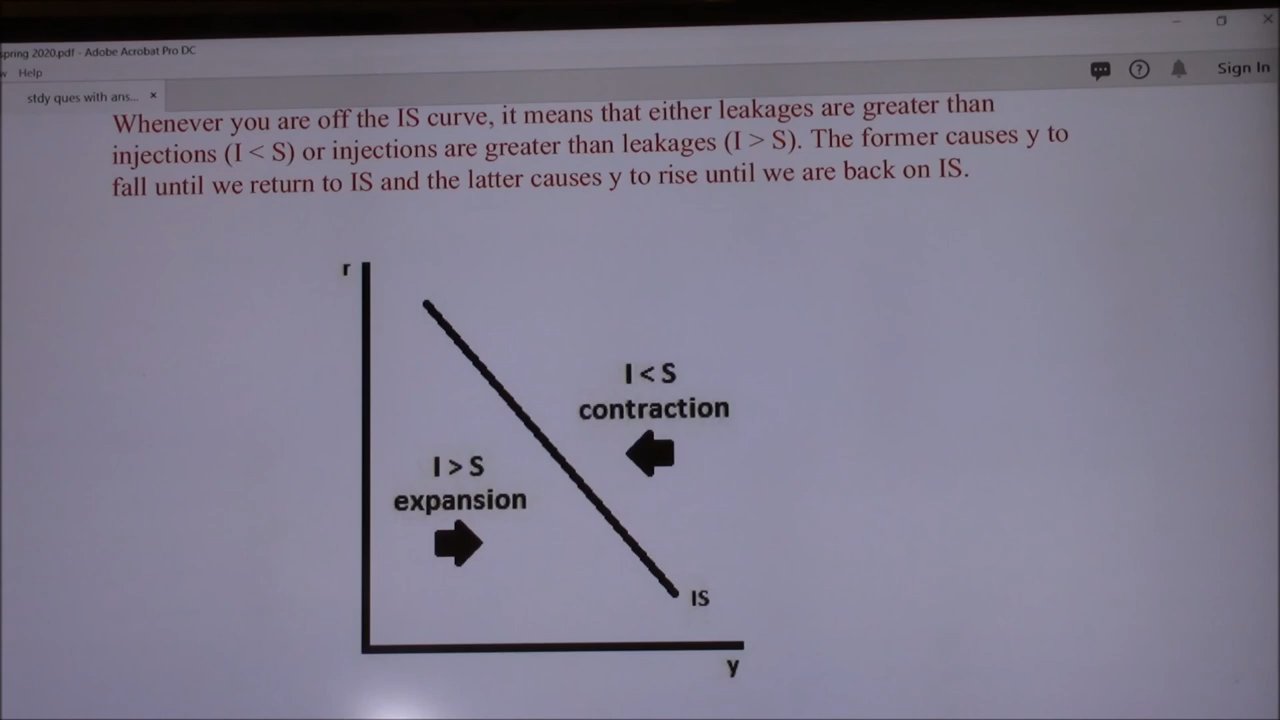 spring 2020.pdf - Adobe Acrobat Pro DC
w Help
Sign In
stdy ques with ans... ×
Whenever you are off the IS curve, it means that either leakages are greater than
injections (I < S) or injections are greater than leakages (I > S). The former causes y to
fall until we return to IS and the latter causes y to rise until we are back on IS.
r
I < S
contraction
I > S
expansion
IS
y